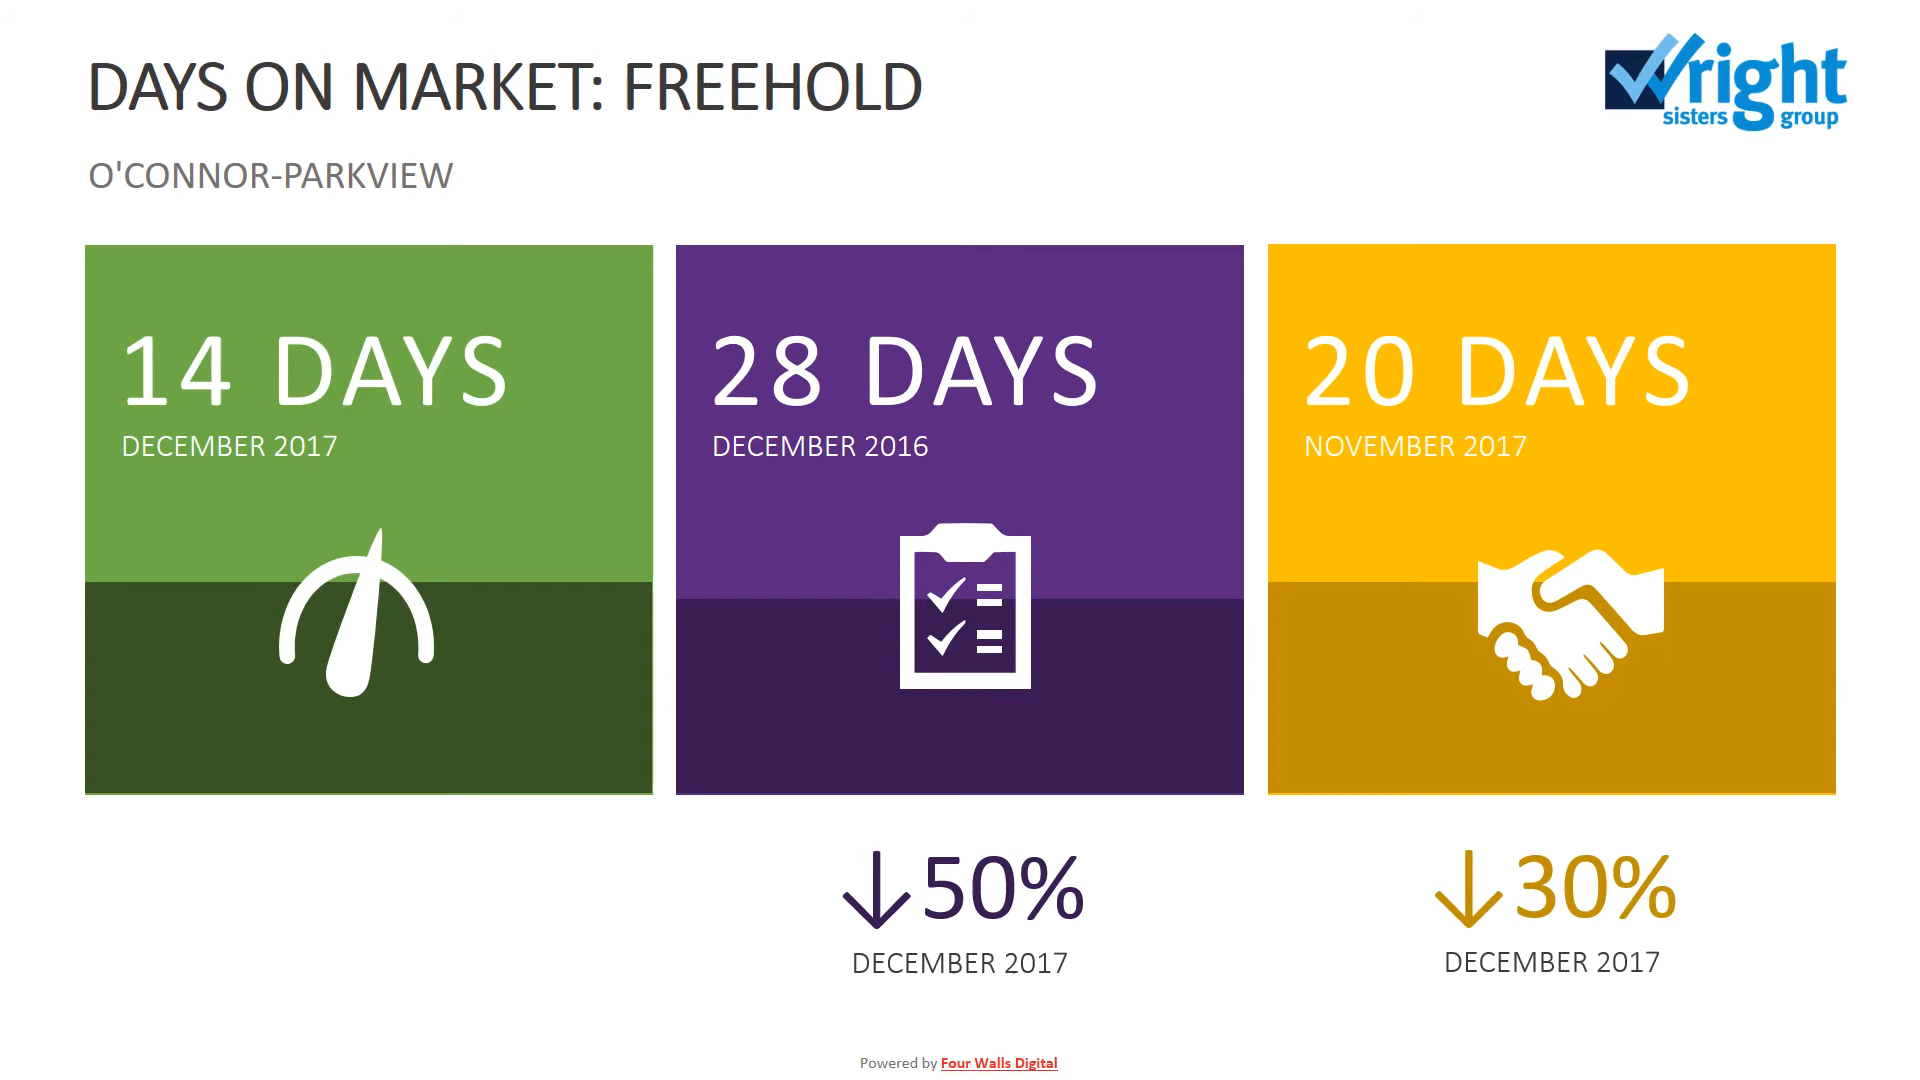 DAYS ON MARKET: FREEHOLD
Wright
sisters group
O'CONNOR-PARKVIEW
14 DAYS
DECEMBER 2017
28 DAYS
DECEMBER 2016
20 DAYS
NOVEMBER 2017
↓50%
DECEMBER 2017
↓30%
DECEMBER 2017
Powered by Four Walls Digital